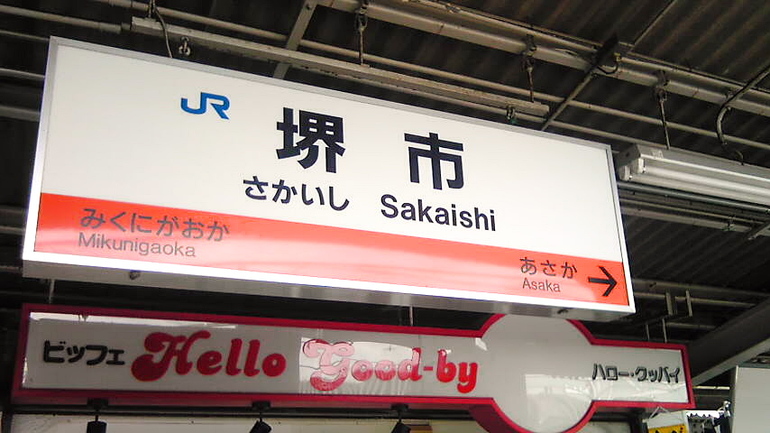 JR
堺市
さかいし Sakaishi
みくにがおか
Mikunigaoka
あさか
Asaka
ビッフェ Hello Good-by ハロー・クッバイ